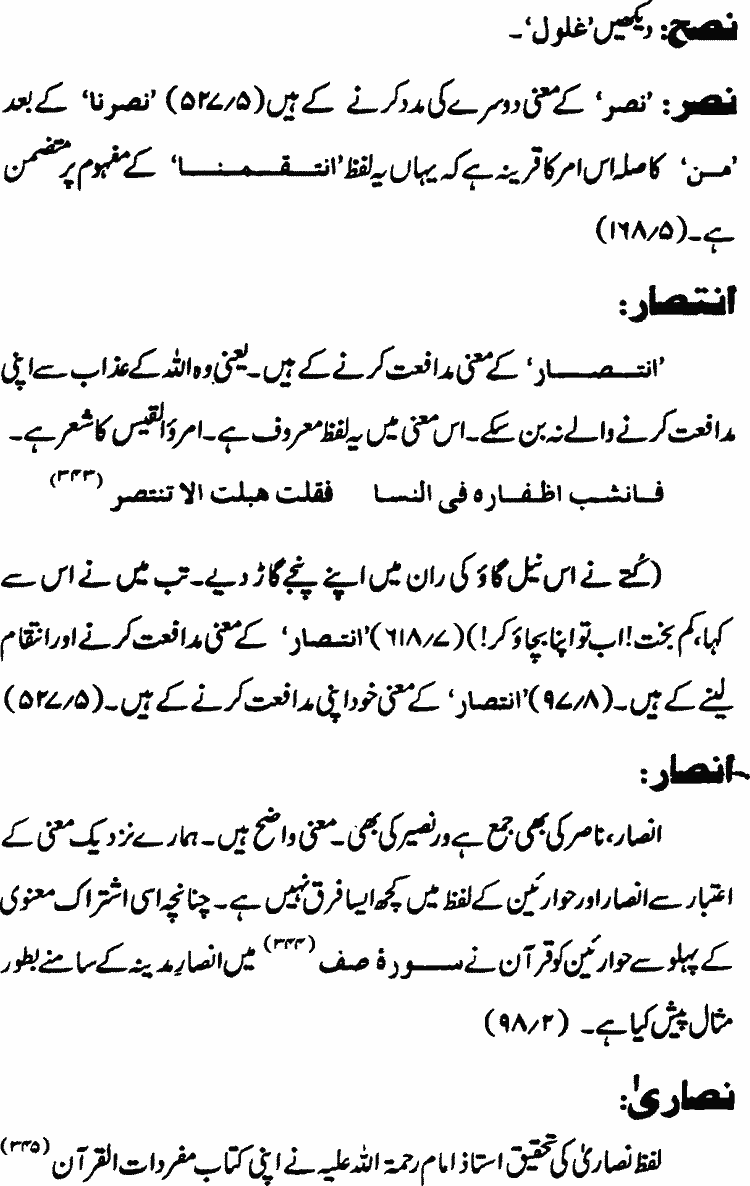 نصح: دیکھیں ’غلول‘۔
نصر: ’نصر‘ کے معنی دوسرے کی مدد کرنے کے ہیں (۵۲۷/۵) ’نصرنا‘ کے بعد
’من‘ کا صلہ اس امر کا قرینہ ہے کہ یہاں یہ لفظ ’انتقمنا‘ کے مفہوم پر متضمن
ہے۔ (۱۶۸/۵)
انتصار:
’انتصار‘ کے معنی مدافعت کرنے کے ہیں۔ یعنی وہ اللہ کے عذاب سے اپنی
مدافعت کرنے والے نہ بن سکے۔ اس معنی میں یہ لفظ معروف ہے۔ امرؤ القیس کا شعر ہے۔
فانشب اظفارہ فی النسا فقلت ھبلت الا تنتصر (۳۴۳)
(کُتے نے اس نیل گاؤ کی ران میں اپنے پنجے گاڑ دیے۔ تب میں نے اس سے
کہا، کم بخت! اب تو اپنا بچاؤ کر!) (۶۱۸/۷) ’انتصار‘ کے معنی مدافعت کرنے اور انتقام
لینے کے ہیں۔ (۹۷/۸) ’انتصار‘ کے معنی خود اپنی مدافعت کرنے کے ہیں۔ (۵۲۷/۵)
انصار:
انصار، ناصر کی بھی جمع ہے ور نصیر کی بھی۔ معنی واضح ہیں۔ ہمارے نزدیک معنی کے
اعتبار سے انصار اور حوارئین کے لفظ میں کچھ ایسا فرق نہیں ہے۔ چنانچہ اسی اشتراک معنوی
کے پہلو سے حوارئین کو قرآن نے سورۂ صف (۳۴۴) میں انصارِ مدینہ کے سامنے بطور
مثال پیش کیا ہے۔ (۹۸/۲)
نصاریٰ:
لفظ نصاریٰ کی تحقیق استاذ امام رحمۃ اللہ علیہ نے اپنی کتاب مفردات القرآن (۳۴۵)